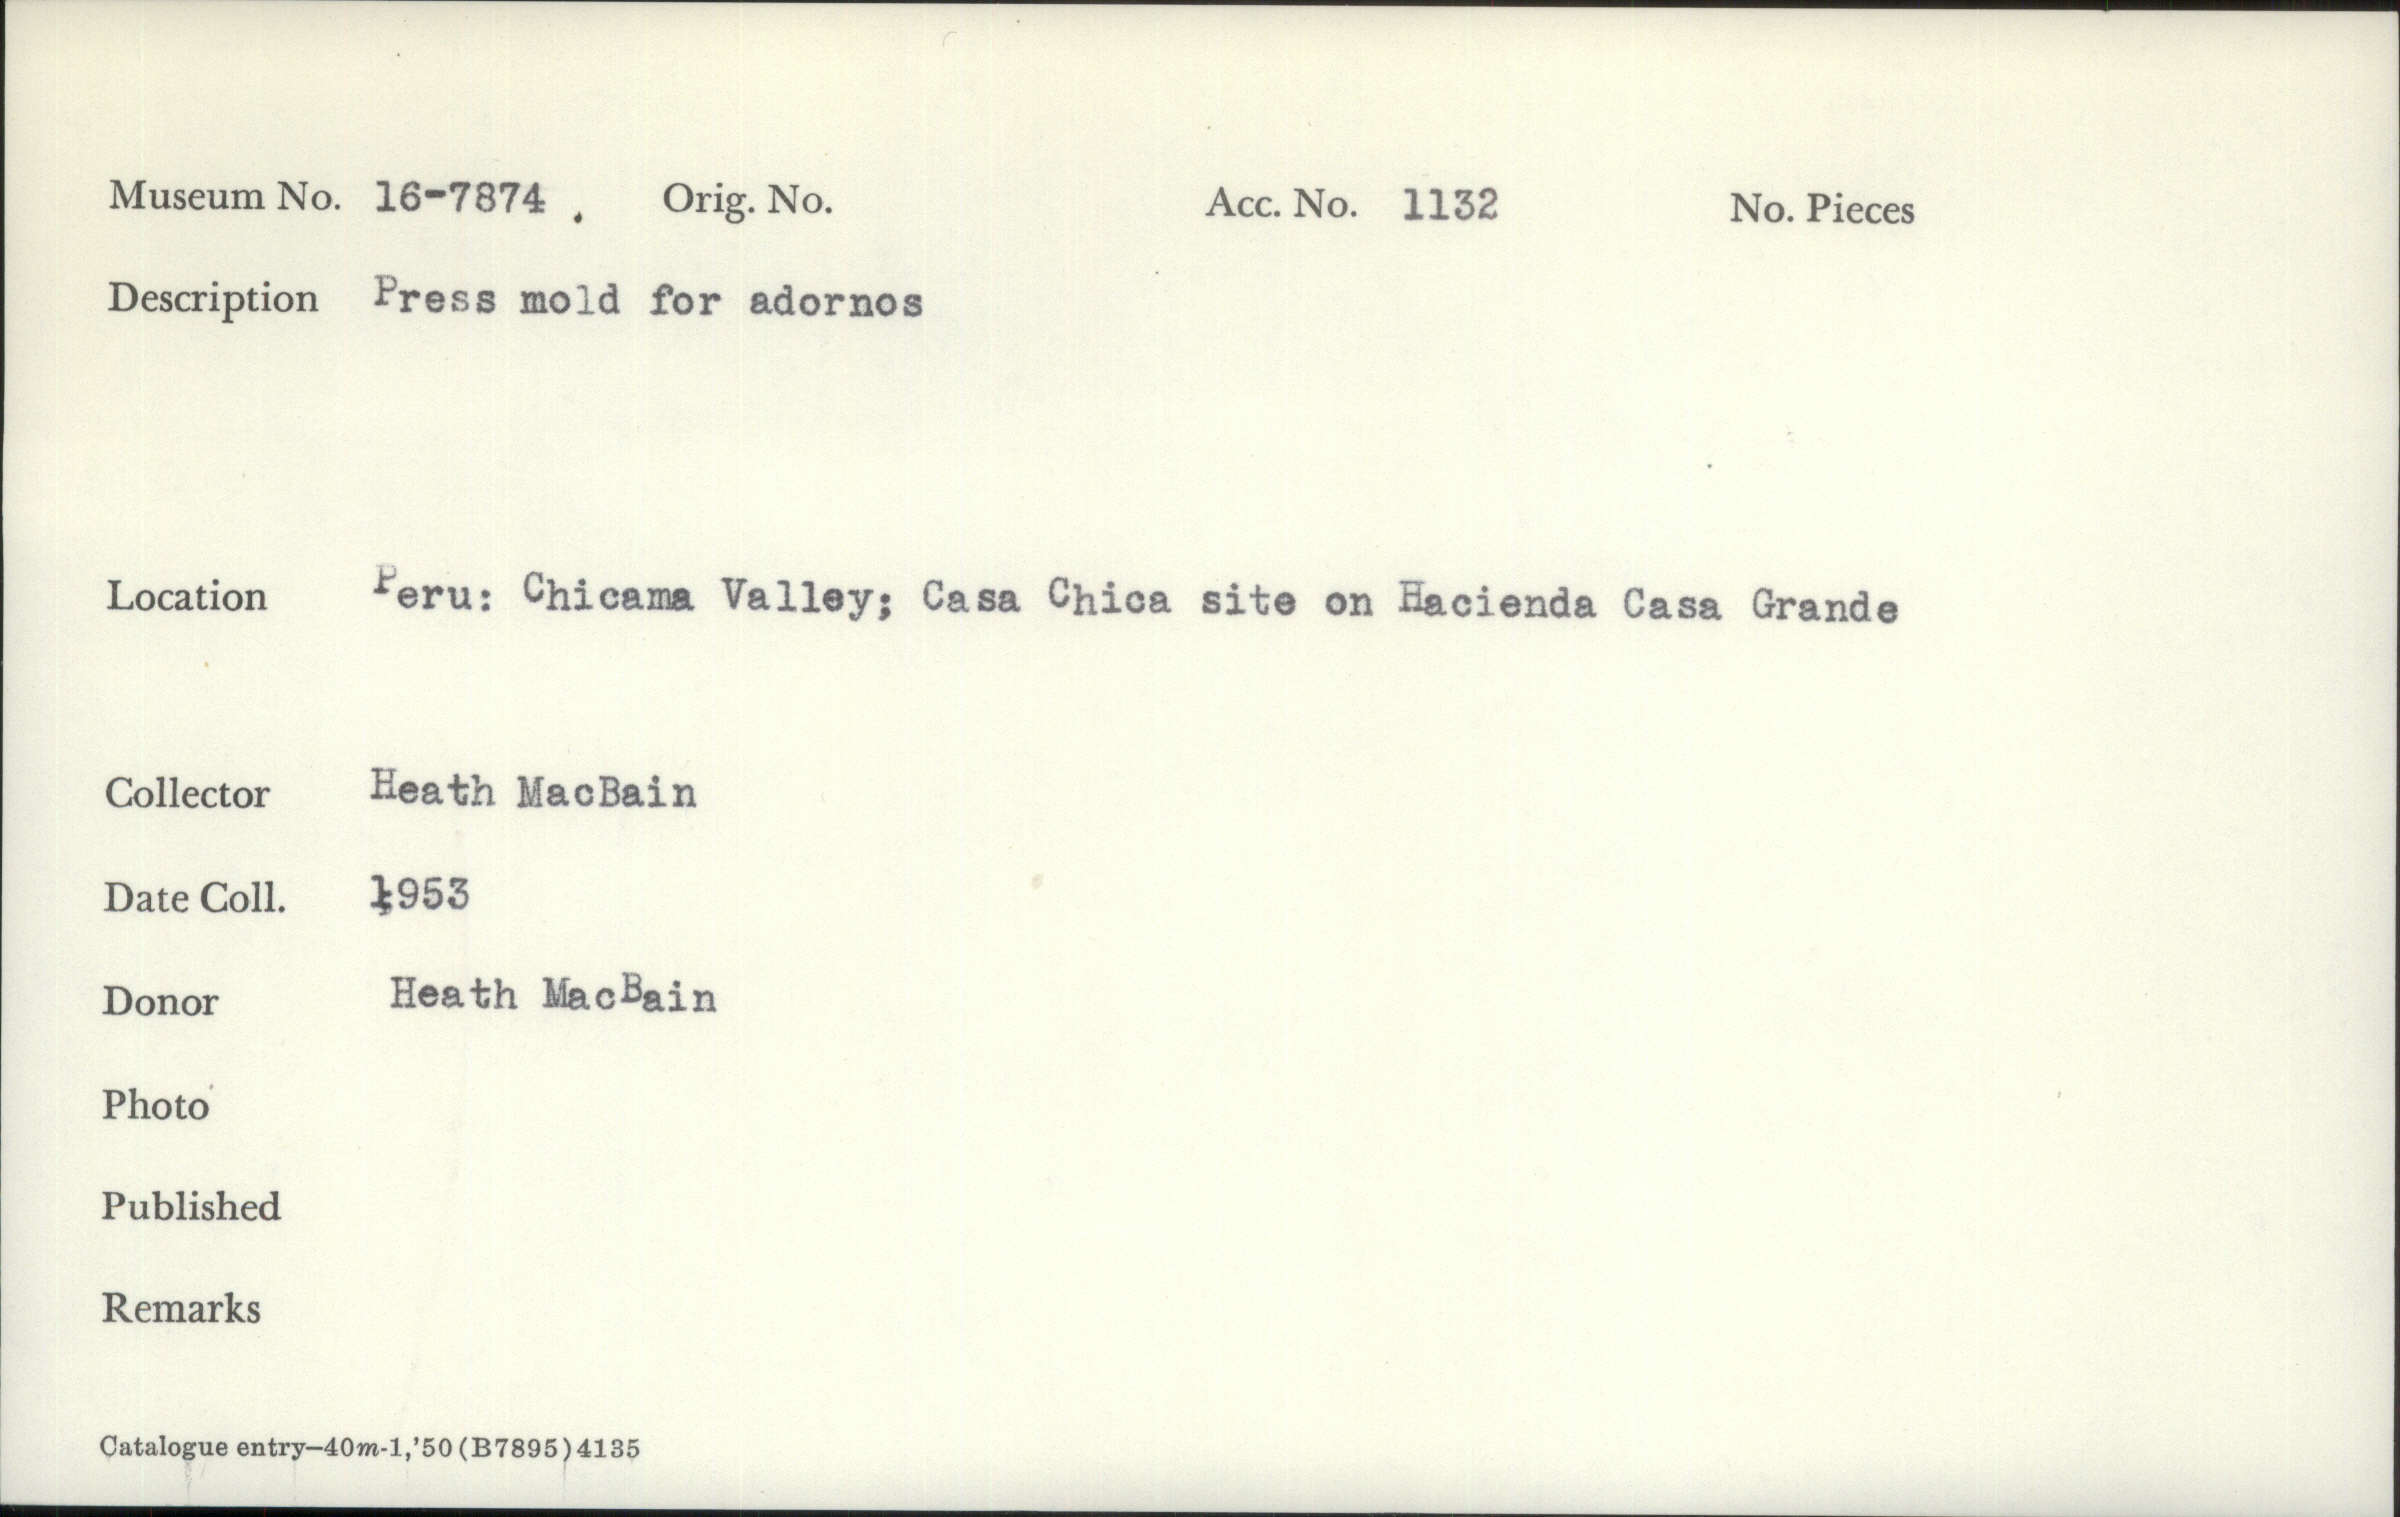 Museum No. 16-7874 . Orig. No. Acc. No. 1132 No. Pieces
Description Press mold for adornos
Location Peru: Chicama Valley; Casa Chica site on Hacienda Casa Grande
Collector Heath MacBain
Date Coll. 1953
Donor Heath MacBain
Photo
Published
Remarks
Catalogue entry—40m-1,'50(B7895)4135